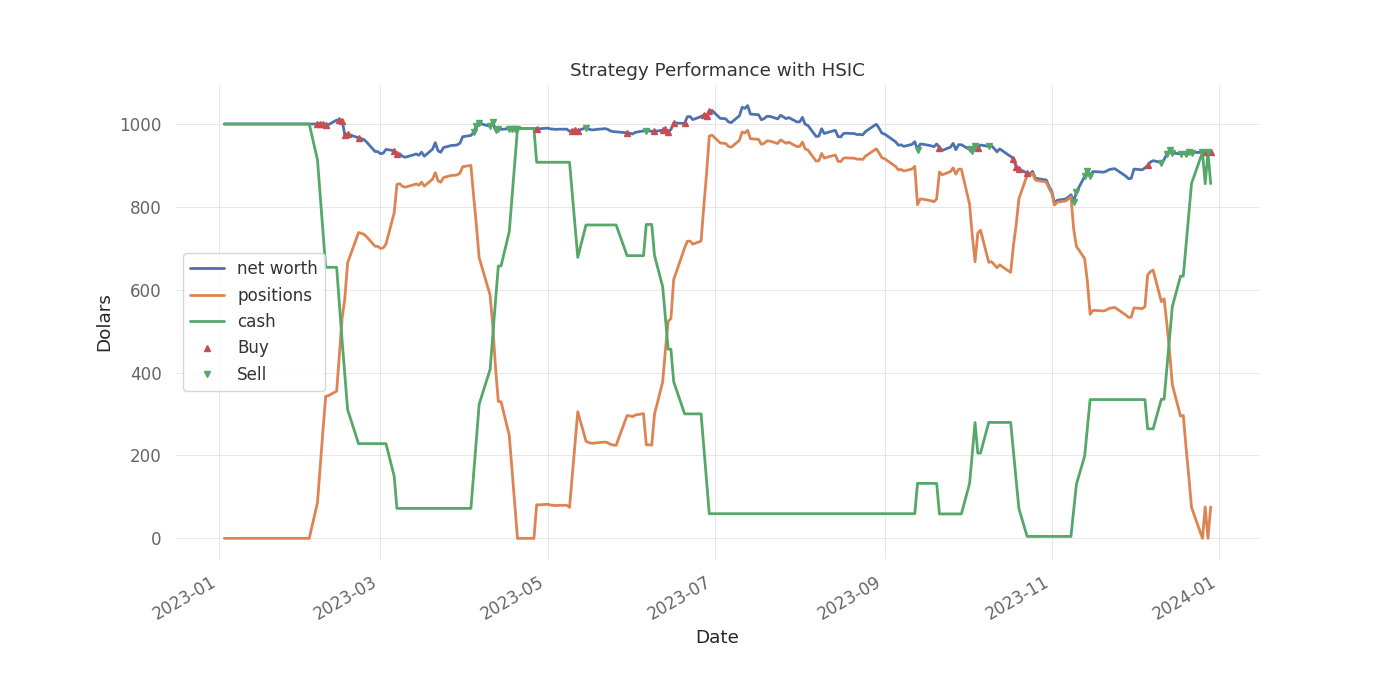 Strategy Performance with HSIC
1000
800
600
400
200
0
Dolars
net worth
positions
cash
Buy
Sell
2023-01
2023-03
2023-05
2023-07
2023-09
2023-11
2024-01
Date